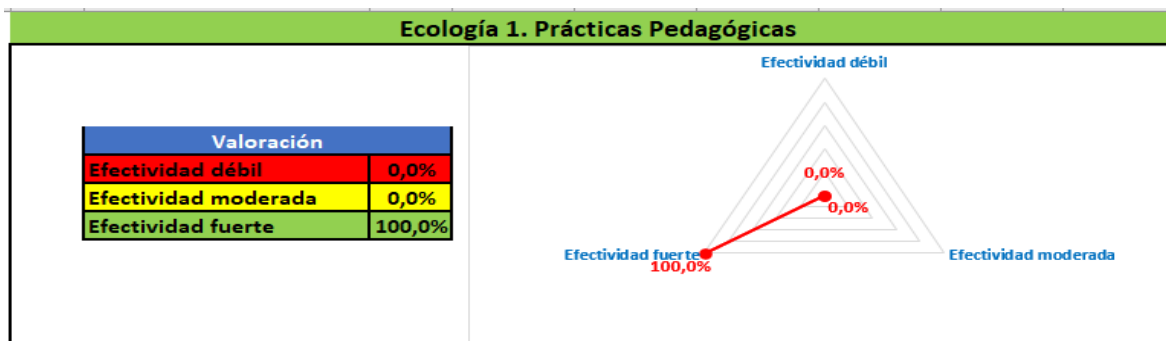 Ecología 1. Prácticas Pedagógicas
Valoración
Efectividad débil 0,0%
Efectividad moderada 0,0%
Efectividad fuerte 100,0%
Efectividad débil
0,0%
0,0%
Efectividad fuerte
100,0%
Efectividad moderada